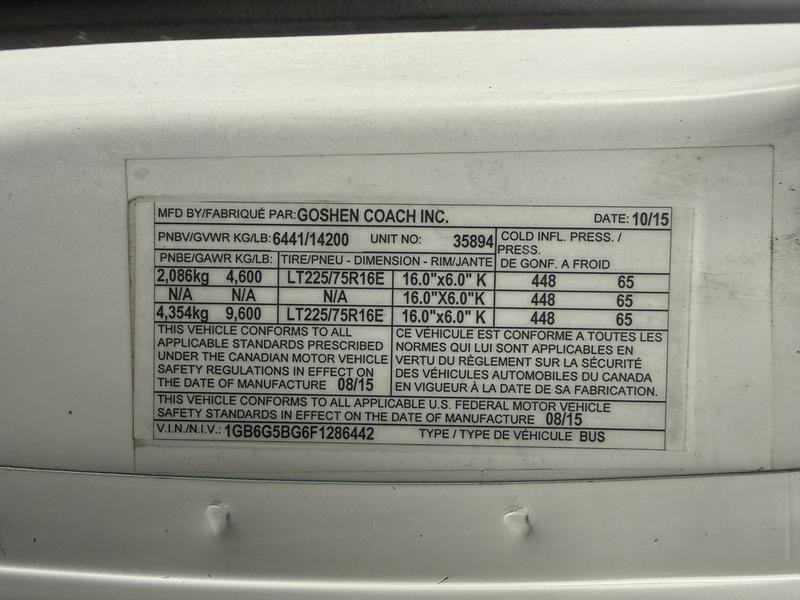 MFD BY/FABRIQUÉ PAR: GOSHEN COACH INC. DATE: 10/15
PNBV/GVWR KG/LB: 6441/14200 UNIT NO: 35894 COLD INFL. PRESS. /
PRESS.
PNBE/GAWR KG/LB: TIRE/PNEU - DIMENSION - RIM/JANTE DE GONF. A FROID
2,086kg 4,600 LT225/75R16E 16.0"x6.0" K 448 65
N/A N/A N/A 16.0"X6.0"K 448 65
4,354kg 9,600 LT225/75R16E 16.0"x6.0" K 448 65
THIS VEHICLE CONFORMS TO ALL
APPLICABLE STANDARDS PRESCRIBED
UNDER THE CANADIAN MOTOR VEHICLE
SAFETY REGULATIONS IN EFFECT ON
THE DATE OF MANUFACTURE 08/15
CE VÉHICULE EST CONFORME A TOUTES LES
NORMES QUI LUI SONT APPLICABLES EN
VERTU DU RÈGLEMENT SUR LA SÉCURITÉ
DES VÉHICULES AUTOMOBILES DU CANADA
EN VIGUEUR À LA DATE DE SA FABRICATION.
THIS VEHICLE CONFORMS TO ALL APPLICABLE U.S. FEDERAL MOTOR VEHICLE
SAFETY STANDARDS IN EFFECT ON THE DATE OF MANUFACTURE 08/15
V.I.N./N.I.V.: 1GB6G5BG6F1286442 TYPE / TYPE DE VÉHICULE BUS